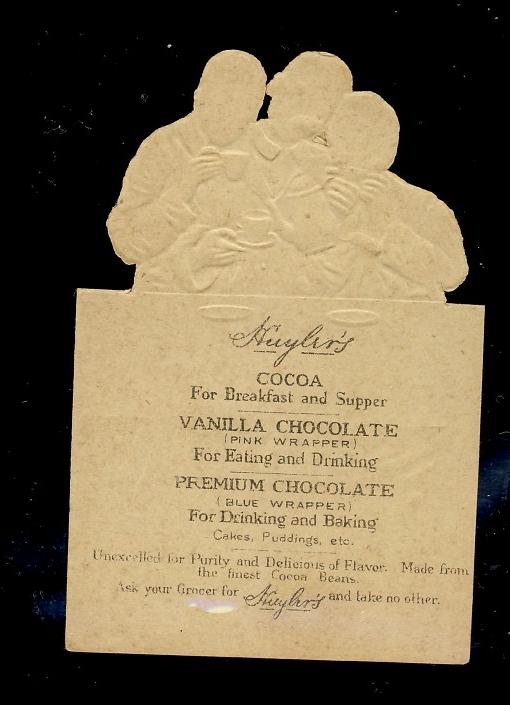 Huyler's
COCOA
For Breakfast and Supper
VANILLA CHOCOLATE
(PINK WRAPPER)
For Eating and Drinking
PREMIUM CHOCOLATE
(BLUE WRAPPER)
For Drinking and Baking
Cakes, Puddings, etc.
Unexcelled for Purity and Delicious of Flavor. Made from
the finest Cocoa Beans.
Ask your Grocer for Huyler's and take no other.